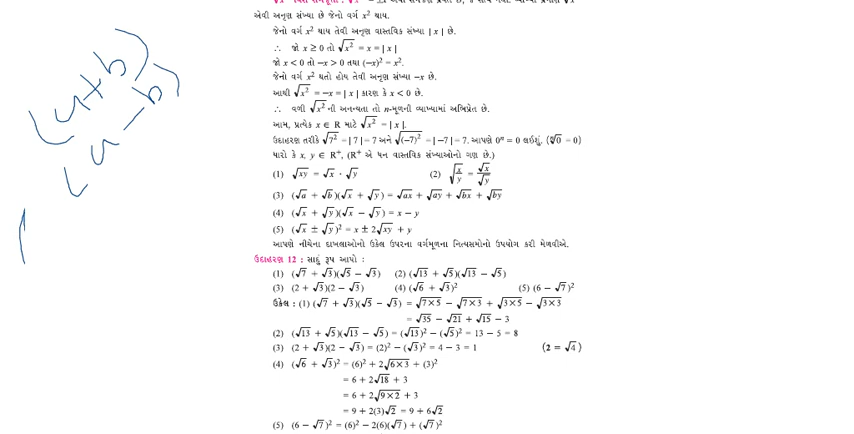 એવી અનૃણ સંખ્યા છે જેનો વર્ગ x² થાય.
જેનો વર્ગ x² થાય તેવી અનૃણ વાસ્તવિક સંખ્યા | x | છે.
∴ જો x ≥ 0 તો √x² = x = | x |
જો x < 0 તો –x > 0 તથા (–x)² = x².
જેનો વર્ગ x² થતો હોય તેવી અનૃણ સંખ્યા –x છે.
આથી √x² = –x = | x | કારણ કે x < 0 છે.
∴ વળી √x² ની અનન્યતા તો n-મૂળની વ્યાખ્યામાં અભિપ્રેત છે.
આમ, પ્રત્યેક x ∈ R માટે √x² = | x |.
ઉદાહરણ તરીકે √7² = | 7 | = 7 અને √(–7)² = | –7 | = 7. આપણે 0ⁿ = 0 લઈશું. (ⁿ√0 = 0)
ધારો કે x, y ∈ R⁺, (R⁺ એ ધન વાસ્તવિક સંખ્યાઓનો ગણ છે.)
(1) √xy = √x · √y (2) √(x/y) = √x/√y
(3) (√a + √b)(√x + √y) = √ax + √ay + √bx + √by
(4) (√x + √y)(√x – √y) = x – y
(5) (√x ± √y)² = x ± 2√xy + y
આપણે નીચેના દાખલાઓનો ઉકેલ ઉપરના વર્ગમૂળના નિત્યસમોનો ઉપયોગ કરી મેળવીએ.
ઉદાહરણ 12 : સાદું રૂપ આપો :
(1) (√7 + √3)(√5 – √3) (2) (√13 + √5)(√13 – √5)
(3) (2 + √3)(2 – √3) (4) (√6 + √3)² (5) (6 – √7)²
ઉકેલ : (1) (√7 + √3)(√5 – √3) = √7×5 – √7×3 + √3×5 – √3×3
= √35 – √21 + √15 – 3
(2) (√13 + √5)(√13 – √5) = (√13)² – (√5)² = 13 – 5 = 8
(3) (2 + √3)(2 – √3) = (2)² – (√3)² = 4 – 3 = 1 (2 = √4)
(4) (√6 + √3)² = (6)² + 2√6×3 + (3)²
= 6 + 2√18 + 3
= 6 + 2√9×2 + 3
= 9 + 2(3)√2 = 9 + 6√2
(5) (6 – √7)² = (6)² – 2(6)(√7) + (√7)²
(a+b)
(a–b)
(